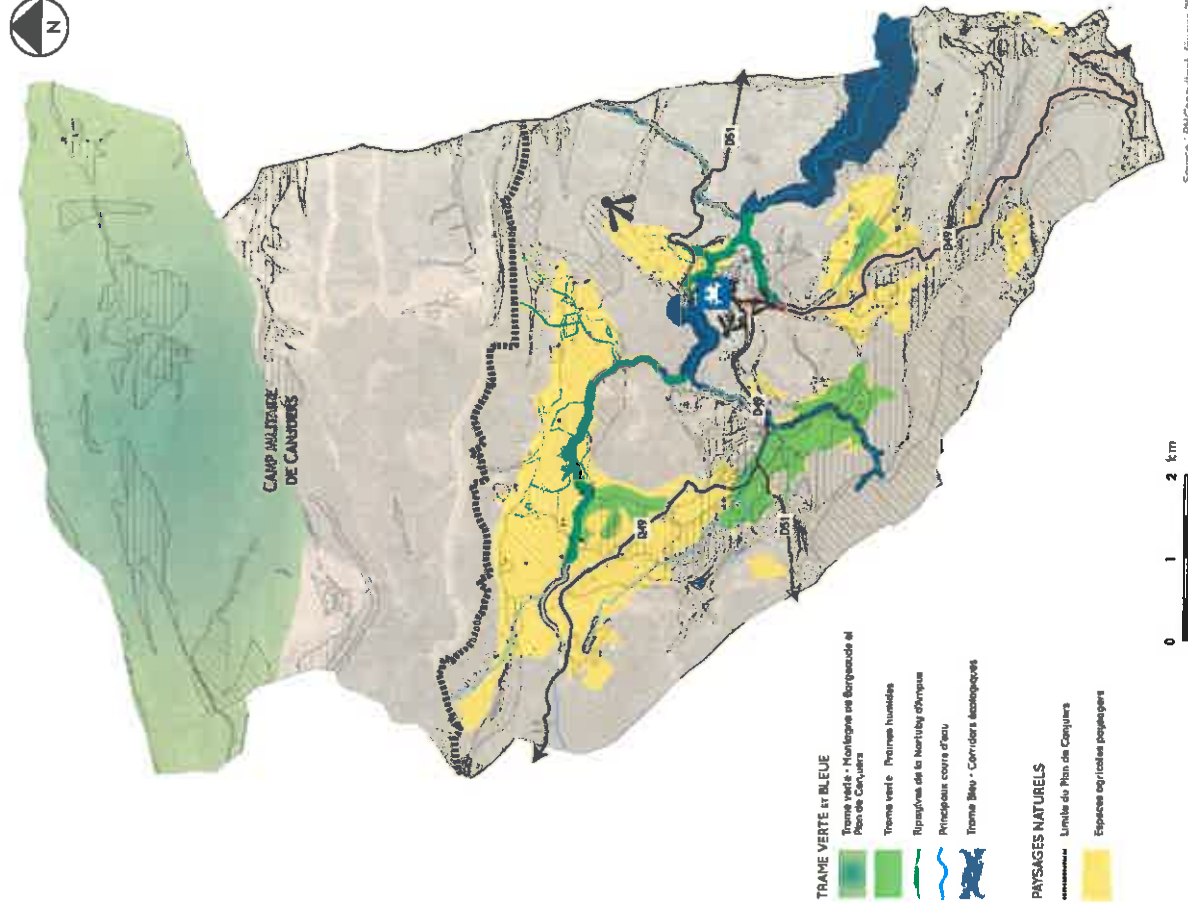 N
CAMP MILITAIRE
DE CANJUERS
D51
D49
D49
D49
D51
TRAME VERTE ET BLEUE
Trame verte - Montagne de Bargeaude et
Plan de Canjuers
Trame verte - Prairies humides
Ripisylves de la Nartuby d'Ampus
Principaux cours d'eau
Trame Bleu - Corridors écologiques
PAYSAGES NATURELS
Limite du Plan de Canjuers
Espaces agricoles paysagers
0 1 2 km